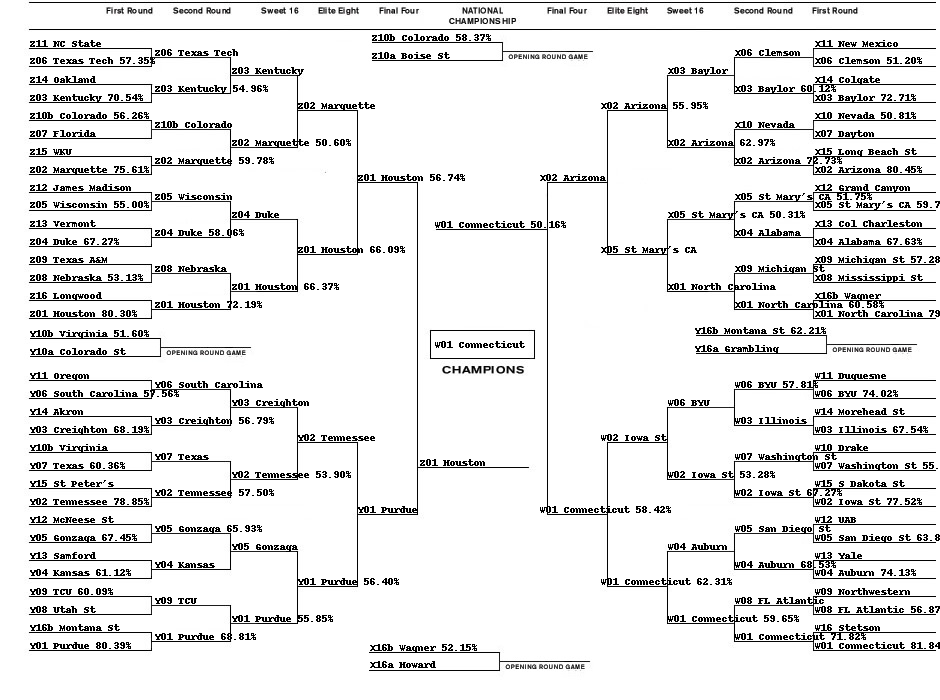 First Round Second Round Sweet 16 Elite Eight Final Four NATIONAL CHAMPIONSHIP Final Four Elite Eight Sweet 16 Second Round First Round
Z10b Colorado 58.37%
Z10a Boise St
OPENING ROUND GAME
Z11 NC State
Z06 Texas Tech 57.35%
Z14 Oakland
Z03 Kentucky 70.54%
Z10b Colorado 56.26%
Z07 Florida
Z15 WKU
Z02 Marquette 75.61%
Z12 James Madison
Z05 Wisconsin 55.00%
Z13 Vermont
Z04 Duke 67.27%
Z09 Texas A&M
Z08 Nebraska 53.13%
Z16 Longwood
Z01 Houston 80.30%
Z06 Texas Tech
Z03 Kentucky 54.96%
Z10b Colorado
Z02 Marquette 59.78%
Z05 Wisconsin
Z04 Duke 58.06%
Z08 Nebraska
Z01 Houston 72.19%
Z03 Kentucky
Z02 Marquette 50.60%
Z04 Duke
Z01 Houston 66.37%
Z02 Marquette
Z01 Houston 66.09%
Z01 Houston 56.74%
Y10b Virginia 51.60%
Y10a Colorado St
OPENING ROUND GAME
Y11 Oregon
Y06 South Carolina 57.56%
Y14 Akron
Y03 Creighton 68.19%
Y10b Virginia
Y07 Texas 60.36%
Y15 St Peter's
Y02 Tennessee 78.85%
Y12 McNeese St
Y05 Gonzaga 67.45%
Y13 Samford
Y04 Kansas 61.12%
Y09 TCU 60.09%
Y08 Utah St
Y16b Montana St
Y01 Purdue 80.39%
Y06 South Carolina
Y03 Creighton 56.79%
Y07 Texas
Y02 Tennessee 57.50%
Y05 Gonzaga 65.93%
Y04 Kansas
Y09 TCU
Y01 Purdue 68.81%
Y03 Creighton
Y02 Tennessee 53.90%
Y05 Gonzaga
Y01 Purdue 55.85%
Y02 Tennessee
Y01 Purdue 56.40%
Y01 Purdue
W01 Connecticut 50.16%
W01 Connecticut
CHAMPIONS
Z01 Houston
X16b Wagner 52.15%
X16a Howard
OPENING ROUND GAME
X02 Arizona
X02 Arizona 55.95%
X05 St Mary's CA
X03 Baylor
X02 Arizona 62.97%
X05 St Mary's CA 50.31%
X01 North Carolina
X06 Clemson
X03 Baylor 60.12%
X10 Nevada
X02 Arizona 72.73%
X05 St Mary's CA 51.75%
X04 Alabama
X09 Michigan St
X01 North Carolina 60.58%
X11 New Mexico
X06 Clemson 51.20%
X14 Colgate
X03 Baylor 72.71%
X10 Nevada 50.81%
X07 Dayton
X15 Long Beach St
X02 Arizona 80.45%
X12 Grand Canyon
X05 St Mary's CA 59.7
X13 Col Charleston
X04 Alabama 67.63%
X09 Michigan St 57.28
X08 Mississippi St
X16b Wagner
X01 North Carolina 79
Y16b Montana St 62.21%
Y16a Grambling
OPENING ROUND GAME
W01 Connecticut 58.42%
W02 Iowa St
W01 Connecticut 62.31%
W06 BYU
W02 Iowa St 53.28%
W04 Auburn
W01 Connecticut 59.65%
W06 BYU 57.81%
W03 Illinois
W07 Washington St
W02 Iowa St 67.27%
W05 San Diego St
W04 Auburn 68.53%
W08 FL Atlantic
W01 Connecticut 71.82%
W11 Duquesne
W06 BYU 74.02%
W14 Morehead St
W03 Illinois 67.54%
W10 Drake
W07 Washington St 55.
W15 S Dakota St
W02 Iowa St 77.52%
W12 UAB
W05 San Diego St 63.8
W13 Yale
W04 Auburn 74.13%
W09 Northwestern
W08 FL Atlantic 56.87
W16 Stetson
W01 Connecticut 81.84